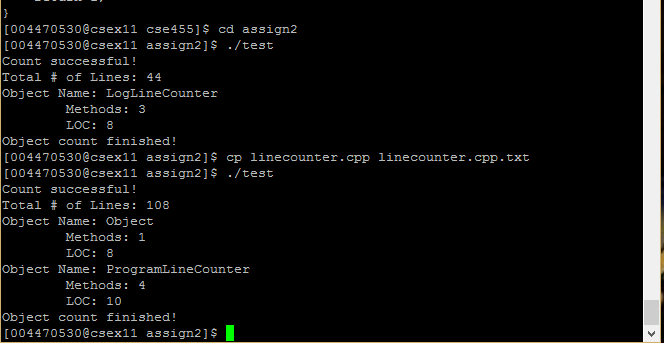 }
[004470530@csex11 cse455]$ cd assign2
[004470530@csex11 assign2]$ ./test
Count successful!
Total # of Lines: 44
Object Name: LogLineCounter
        Methods: 3
        LOC: 8
Object count finished!
[004470530@csex11 assign2]$ cp linecounter.cpp linecounter.cpp.txt
[004470530@csex11 assign2]$ ./test
Count successful!
Total # of Lines: 108
Object Name: Object
        Methods: 1
        LOC: 8
Object Name: ProgramLineCounter
        Methods: 4
        LOC: 10
Object count finished!
[004470530@csex11 assign2]$